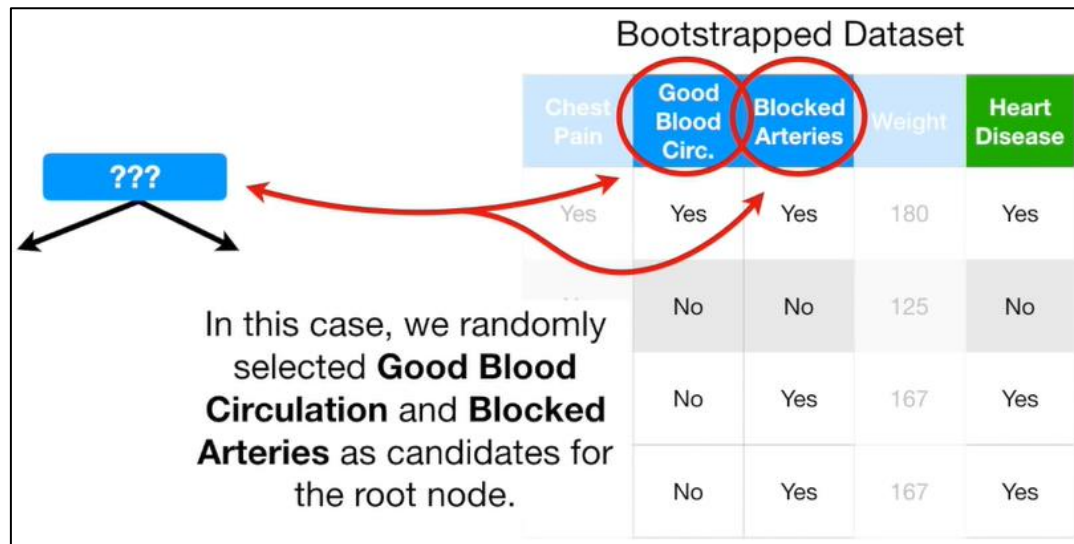 Bootstrapped Dataset
Chest Pain
Good Blood Circ.
Blocked Arteries
Weight
Heart Disease
???
Yes Yes Yes 180 Yes
No No 125 No
No Yes 167 Yes
No Yes 167 Yes
In this case, we randomly
selected Good Blood
Circulation and Blocked
Arteries as candidates for
the root node.